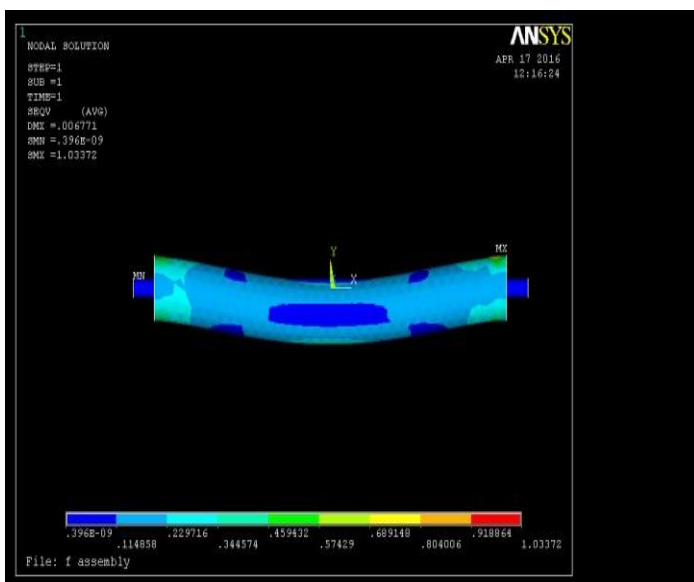 1
NODAL SOLUTION
ANSYS
APR 17 2016
12:16:24
STEP=1
SUB =1
TIME=1
SEQV (AVG)
DMX =.006771
SMN =.396E-09
SMX =1.03372
Y
X
MN
MX
.396E-09 .229716 .459432 .689148 .918864
.114858 .344574 .57429 .804006 1.03372
File: f assembly